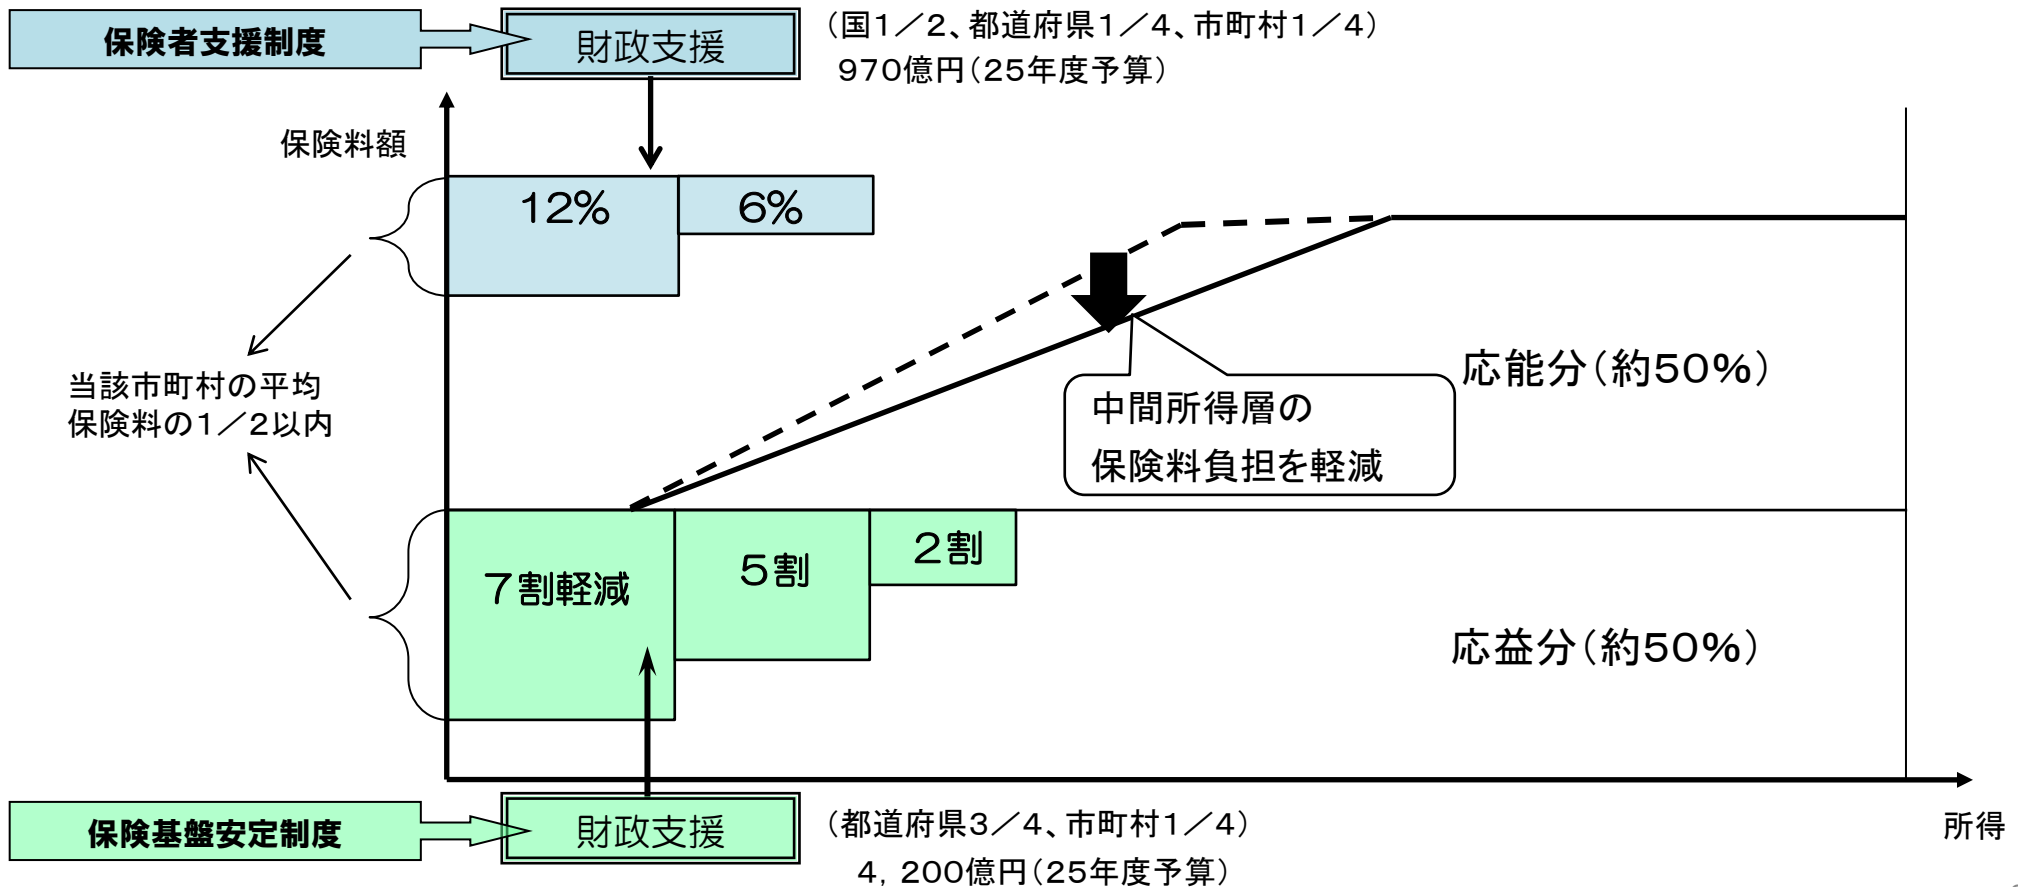 保険者支援制度
財政支援
（国１／２、都道府県１／４、市町村１／４）
９７０億円（２５年度予算）
保険料額
１２％
６％
当該市町村の平均
保険料の１／２以内
応能分（約５０％）
中間所得層の
保険料負担を軽減
７割軽減
５割
２割
応益分（約５０％）
保険基盤安定制度
財政支援
（都道府県３／４、市町村１／４）
４，２００億円（２５年度予算）
所得